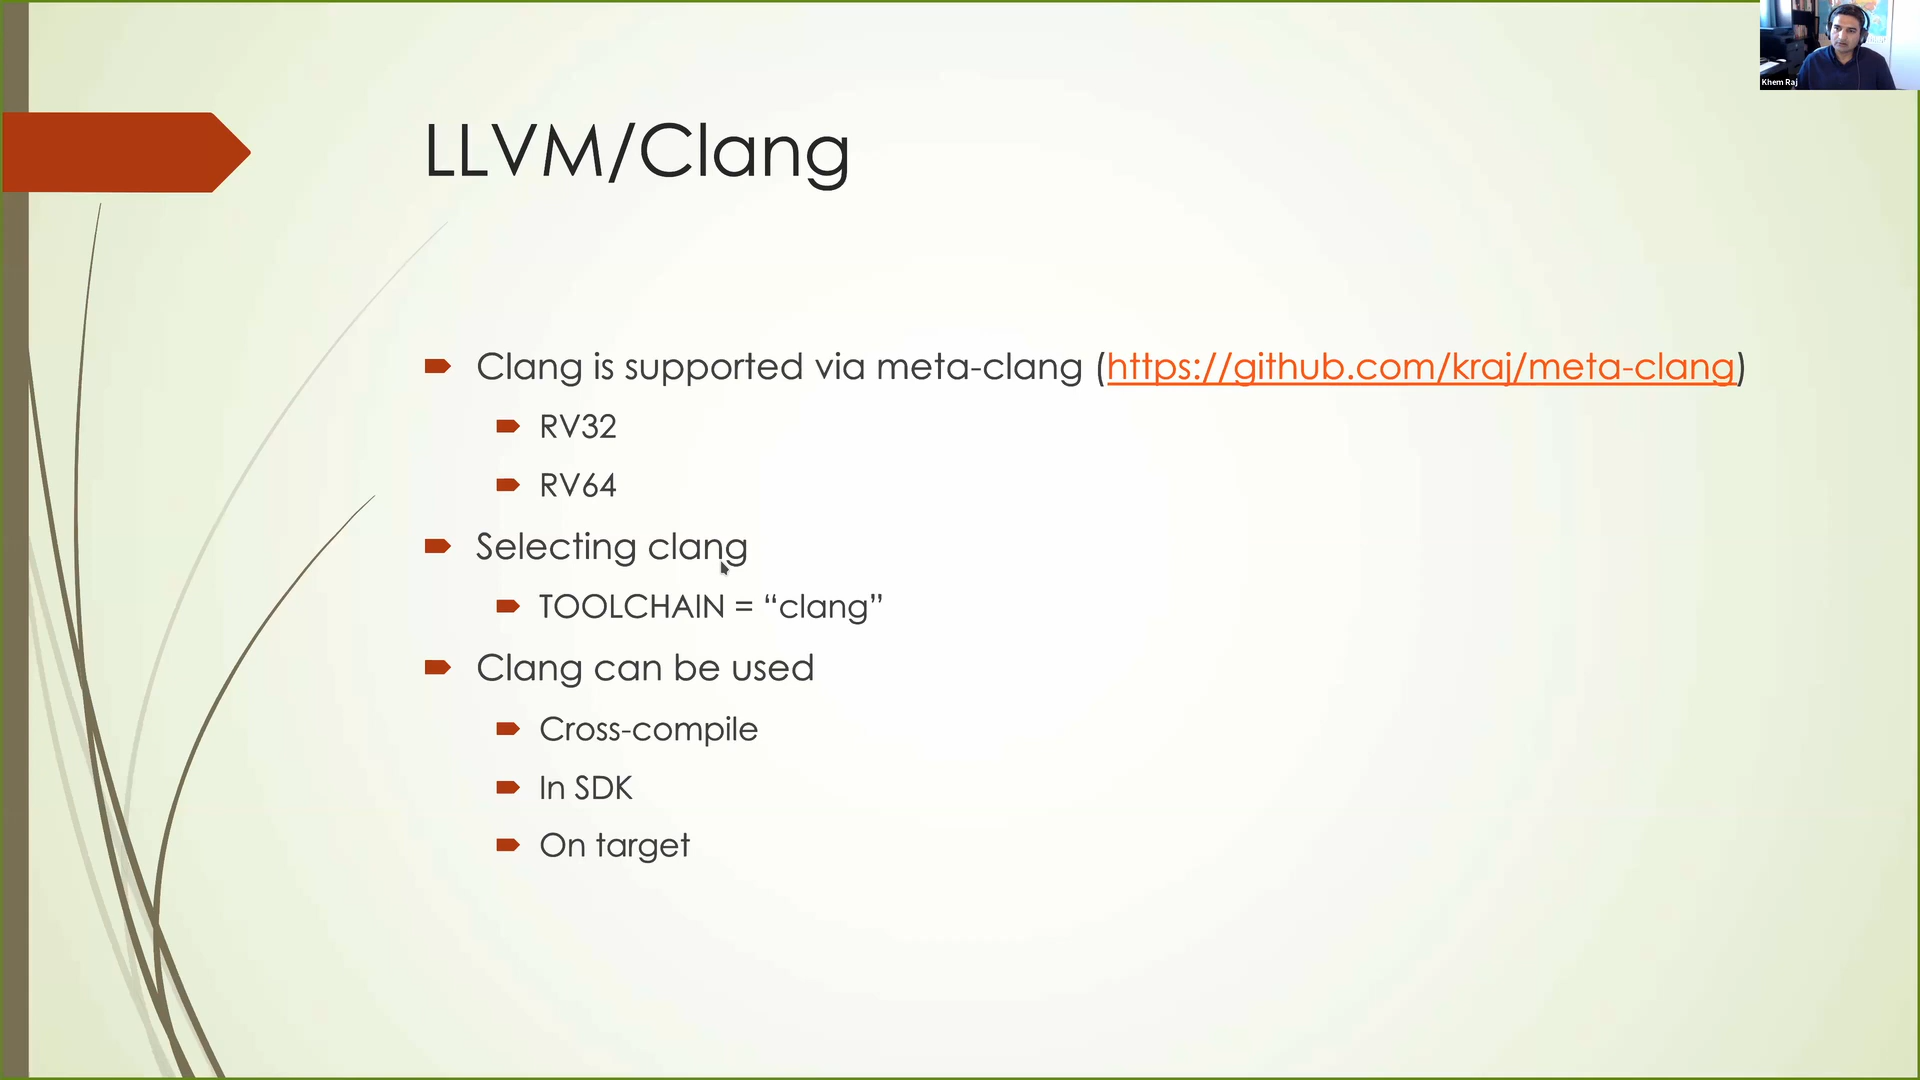 Khem Raj
LLVM/Clang
Clang is supported via meta-clang (https://github.com/kraj/meta-clang)
RV32
RV64
Selecting clang
TOOLCHAIN = “clang”
Clang can be used
Cross-compile
In SDK
On target